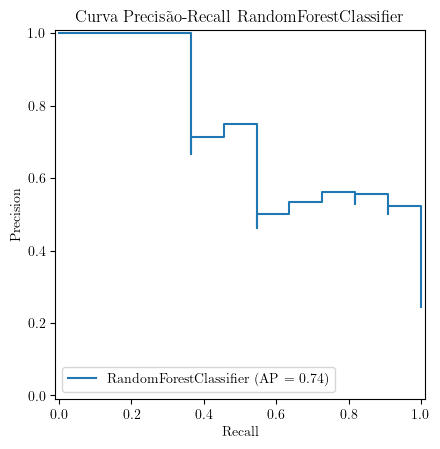 Curva Precisão-Recall RandomForestClassifier
1.0
0.8
0.6
0.4
0.2
0.0
Precision
RandomForestClassifier (AP = 0.74)
0.0 0.2 0.4 0.6 0.8 1.0
Recall